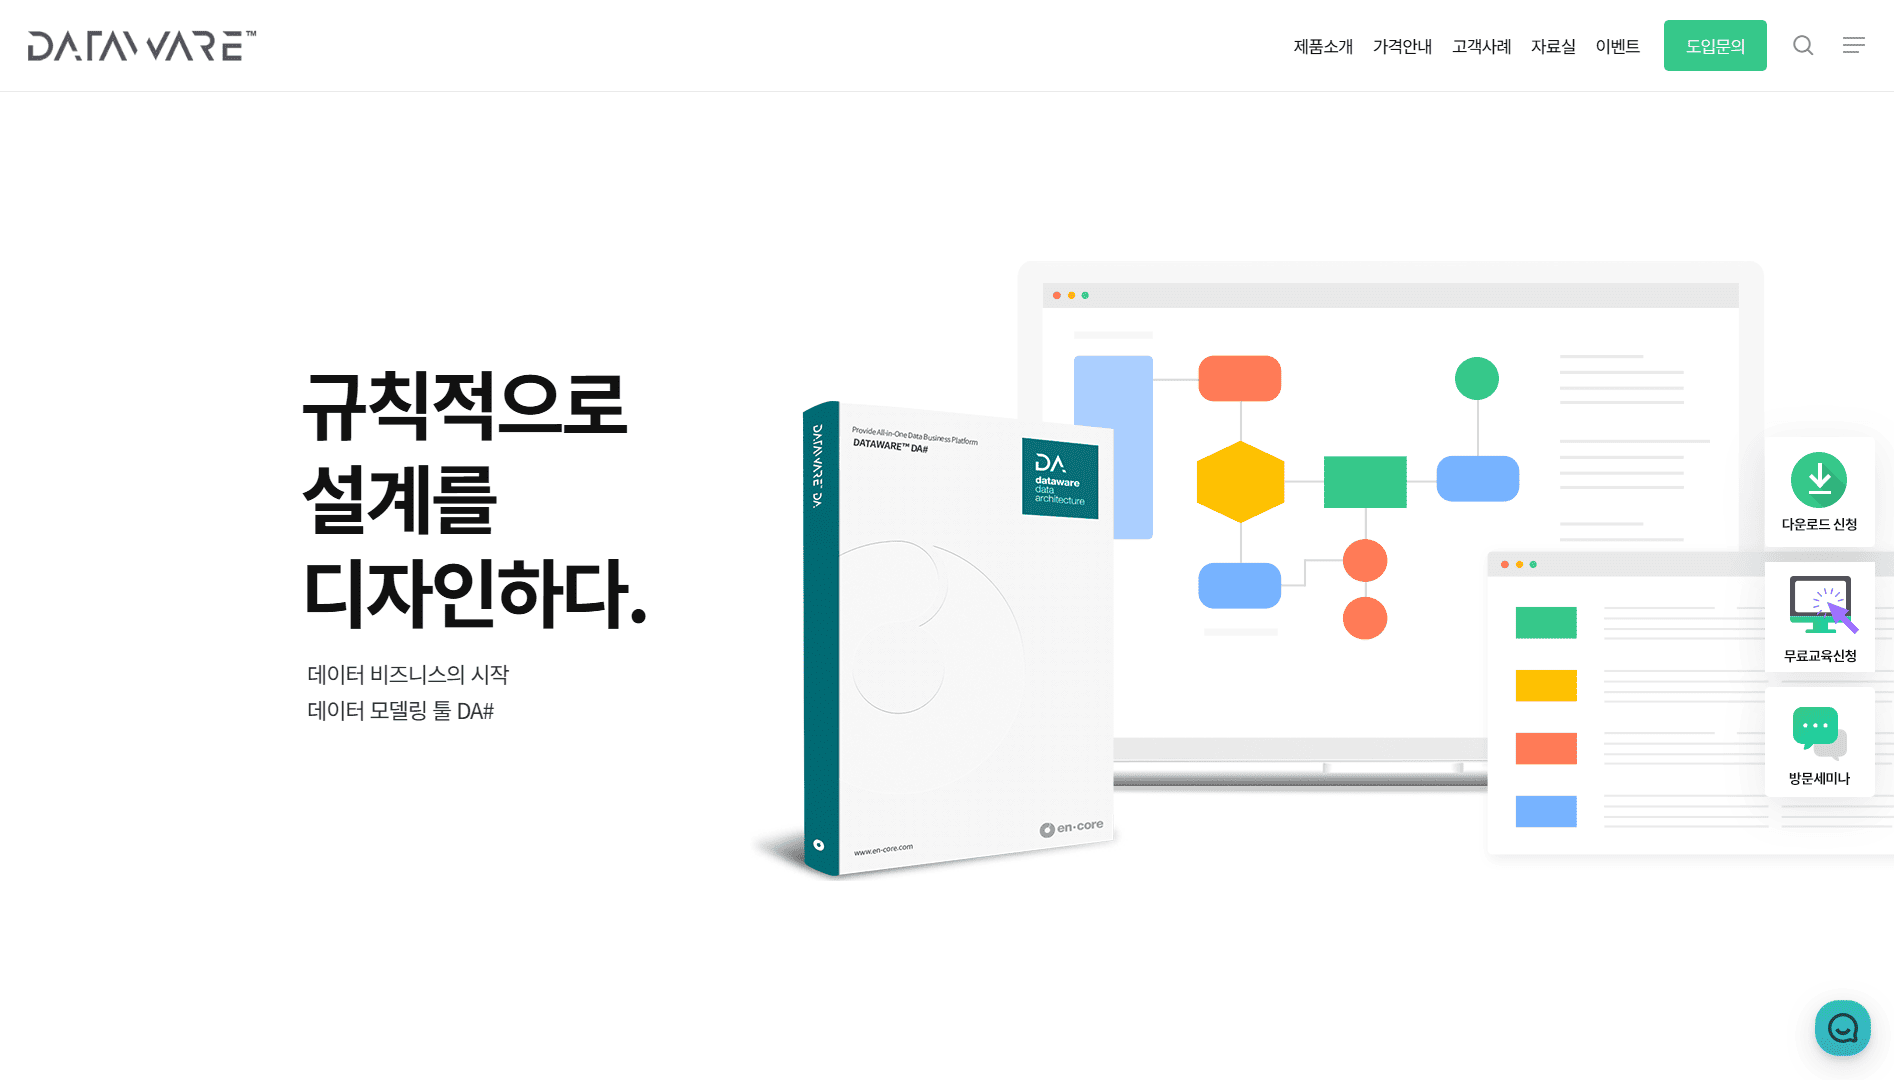 DATAWARE™
제품소개 가격안내 고객사례 자료실 이벤트 도입문의
규칙적으로
설계를
디자인하다.
데이터 비즈니스의 시작
데이터 모델링 툴 DA#
DATAWARE™ DA
Provide All-in-One Data Business Platform
DATAWARE™ DA#
DA
dataware
data
architecture
en-core
www.en-core.com
다운로드 신청
무료교육신청
방문세미나